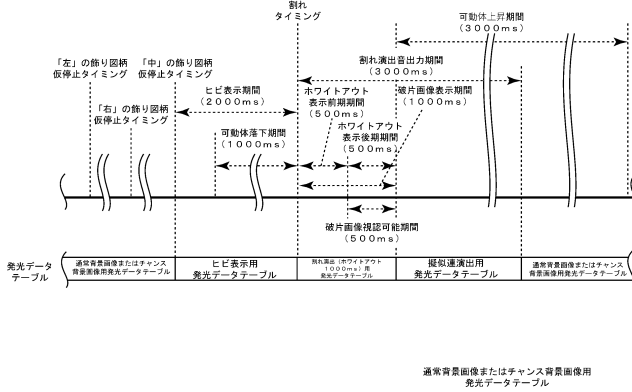 割れ
タイミング
可動体上昇期間
(3000ms)
「左」の飾り図柄
仮停止タイミング
「中」の飾り図柄
仮停止タイミング
割れ演出音出力期間
(3000ms)
ヒビ表示期間
(2000ms)
ホワイトアウト
表示前期期間
(500ms)
破片画像表示期間
(1000ms)
「右」の飾り図柄
仮停止タイミング
可動体落下期間
(1000ms)
ホワイトアウト
表示後期期間
(500ms)
破片画像視認可能期間
(500ms)
発光データ
テーブル
通常背景画像またはチャンス
背景画像用発光データテーブル
ヒビ表示用
発光データテーブル
割れ演出(ホワイトアウト
1000ms)用
発光データテーブル
擬似連演出用
発光データテーブル
通常背景画像またはチャンス
背景画像用発光データテーブル
通常背景画像またはチャンス背景画像用
発光データテーブル